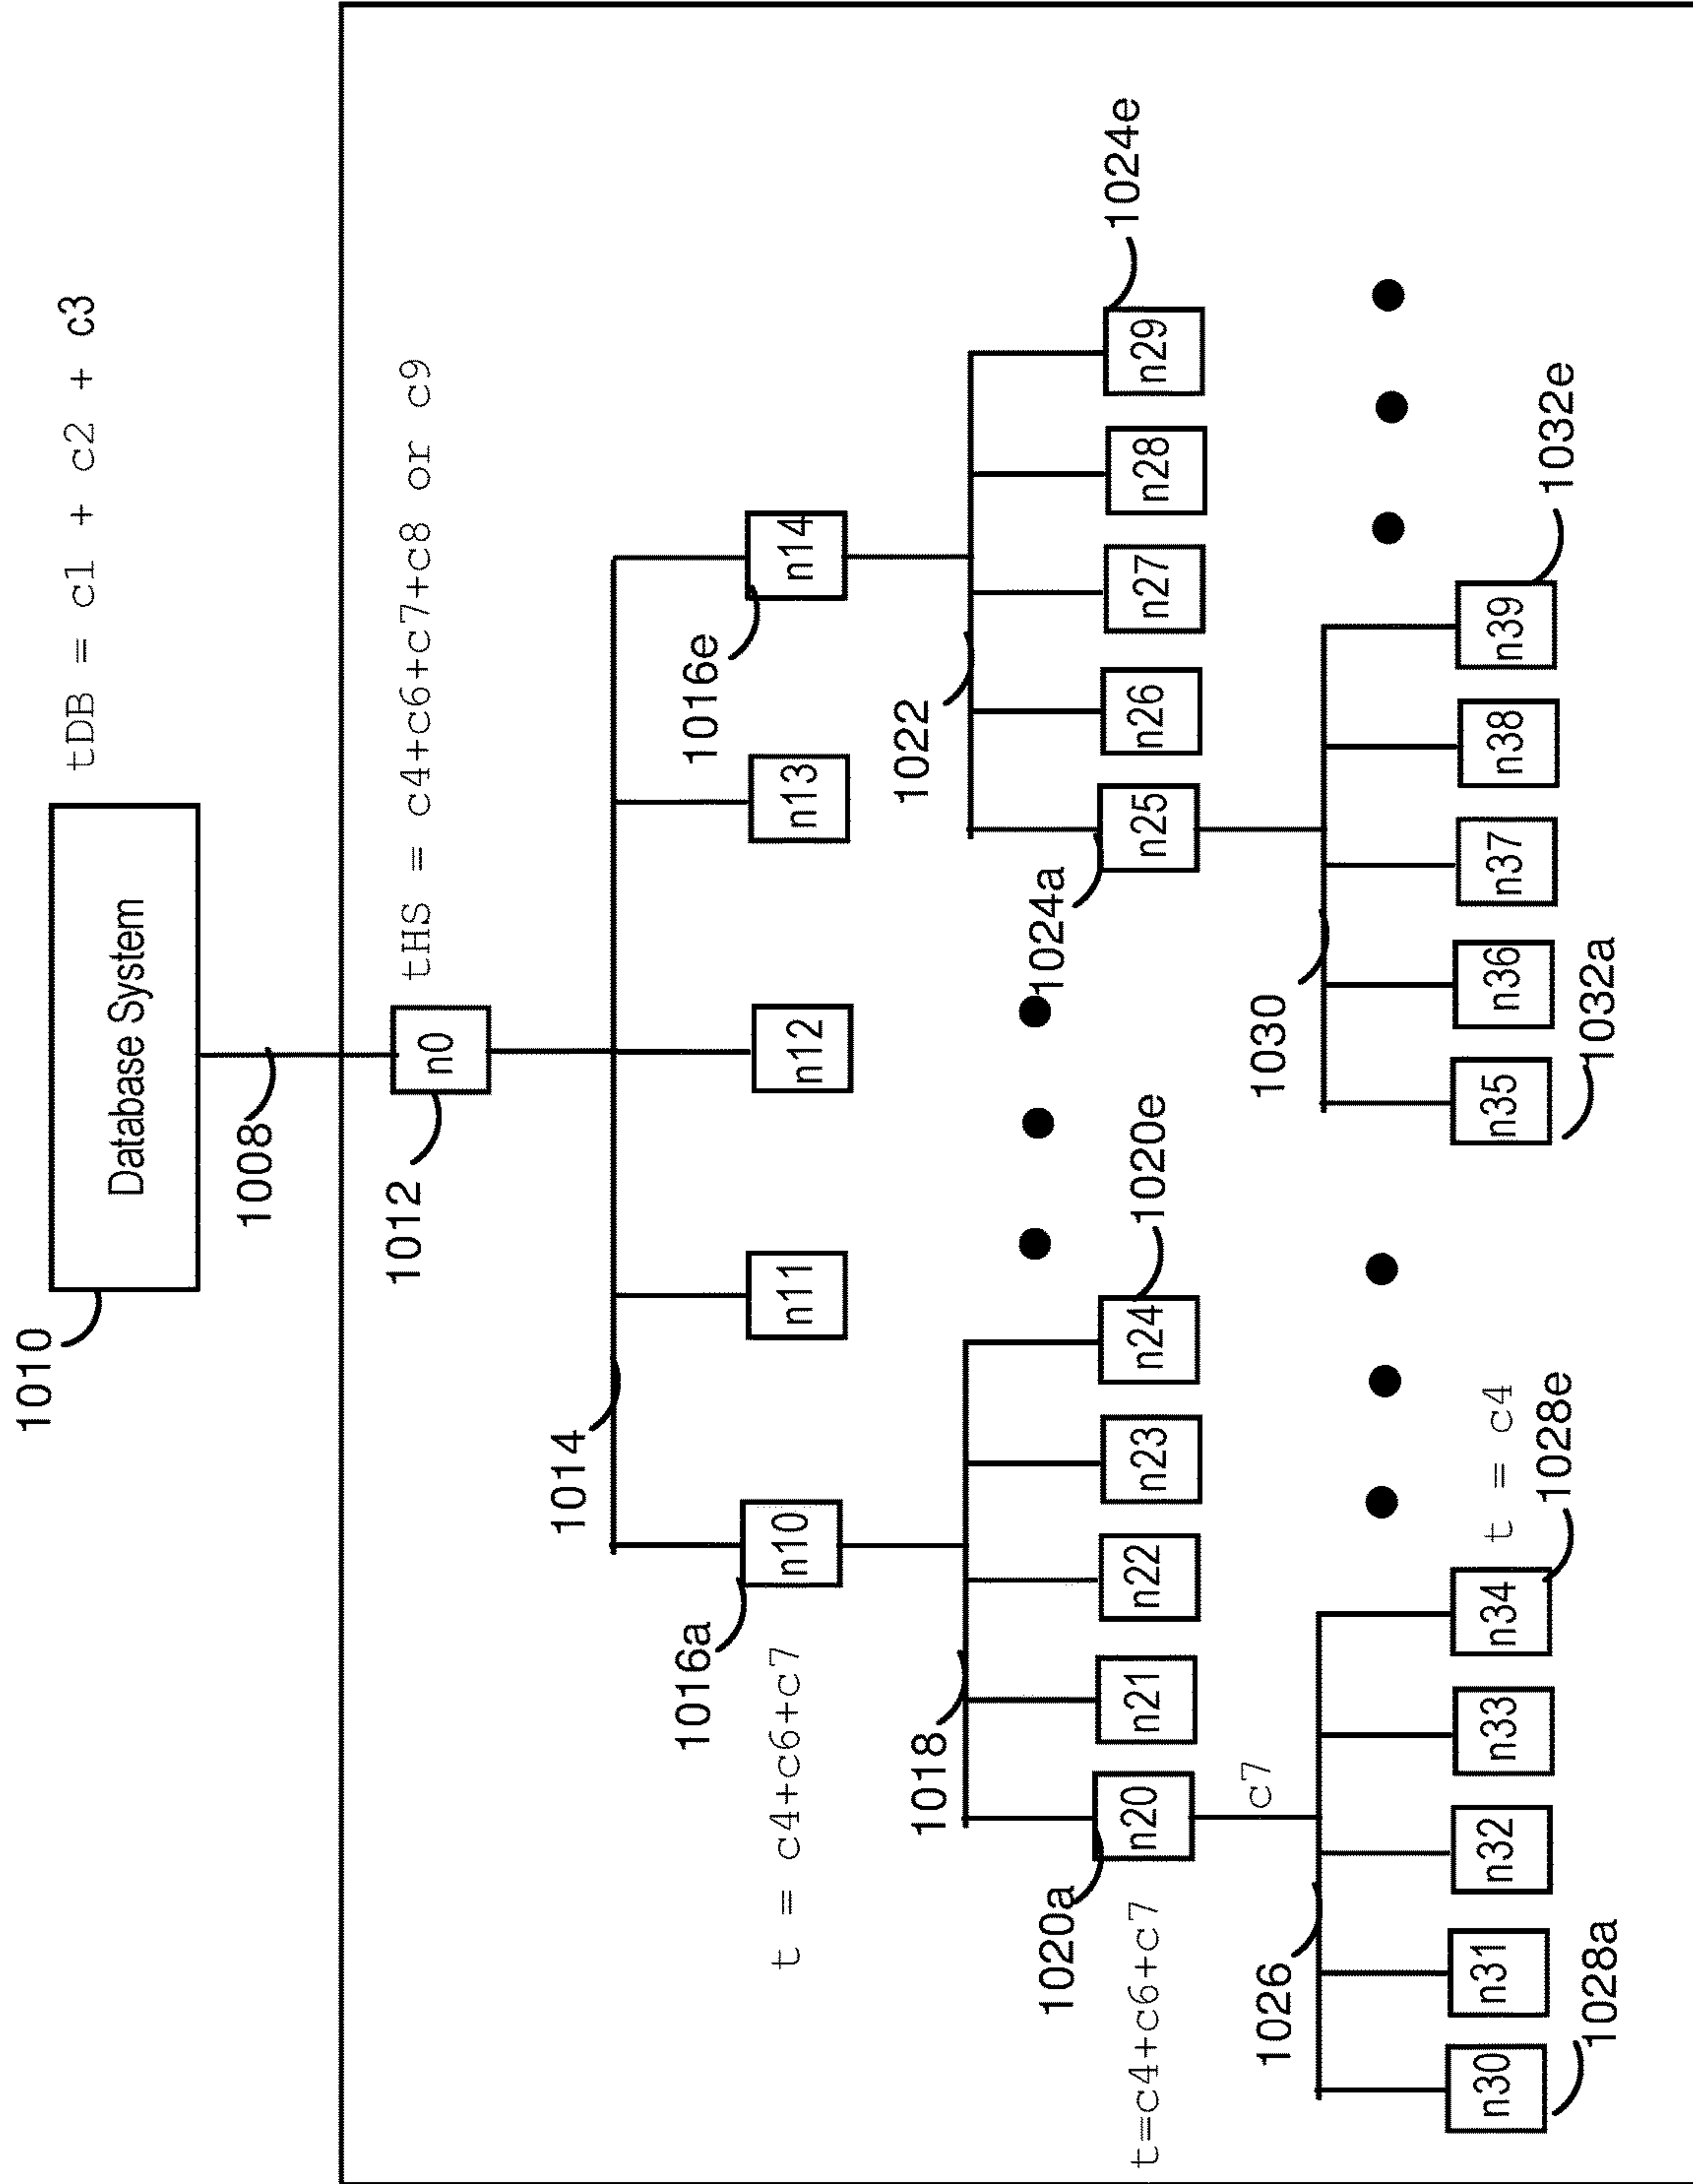 1010
Database System
tDB = c1 + c2 + c3
1008
1012
n0
tHS = c4+c6+c7+c8 or c9
1014
1016a
n10
n11
n12
n13
1016e
n14
t = c4+c6+c7
1018
1022
1020a
n20
n21
n22
n23
n24
1020e
1024a
n25
n26
n27
n28
n29
1024e
t=c4+c6+c7
c7
1026
1030
n30
n31
n32
n33
n34
t = c4
n35
n36
n37
n38
n39
1028a
1028e
1032a
1032e